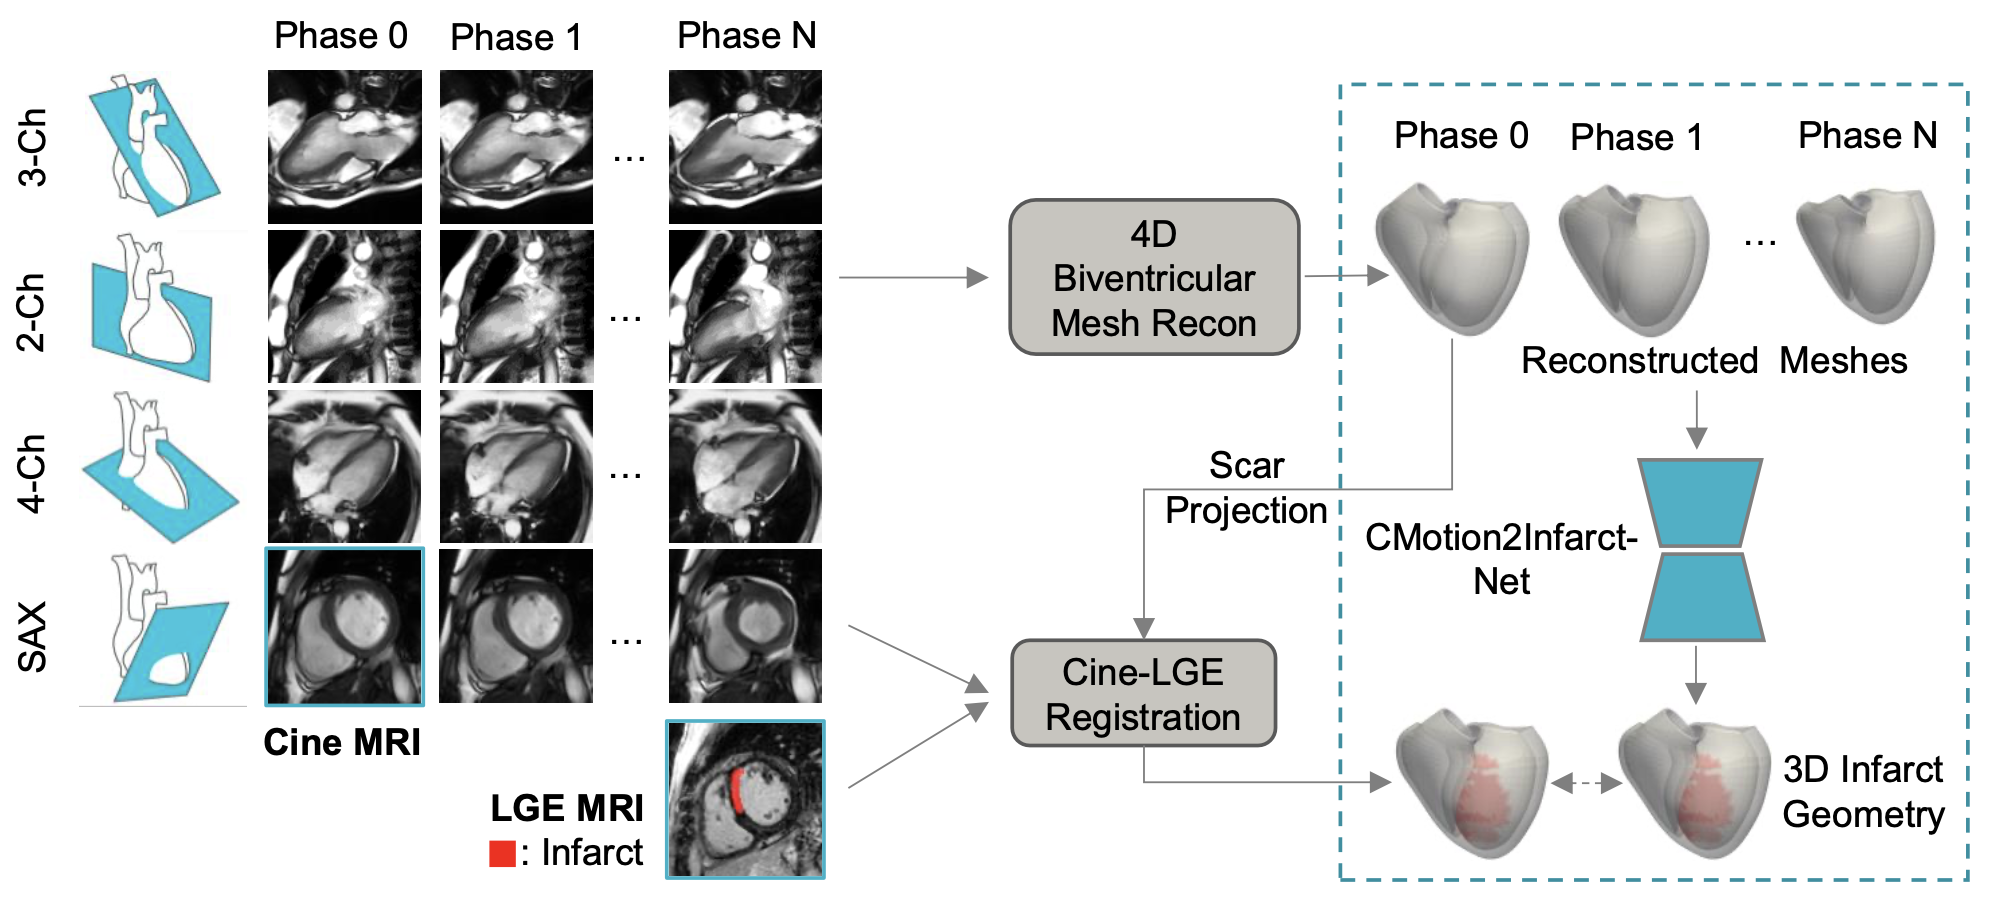 Phase 0
Phase 1
Phase N
3-Ch
2-Ch
4-Ch
SAX
...
...
...
...
Cine MRI
LGE MRI
: Infarct
4D
Biventricular
Mesh Recon
Scar
Projection
Cine-LGE
Registration
Phase 0
Phase 1
Phase N
...
Reconstructed Meshes
CMotion2Infarct-
Net
3D Infarct
Geometry